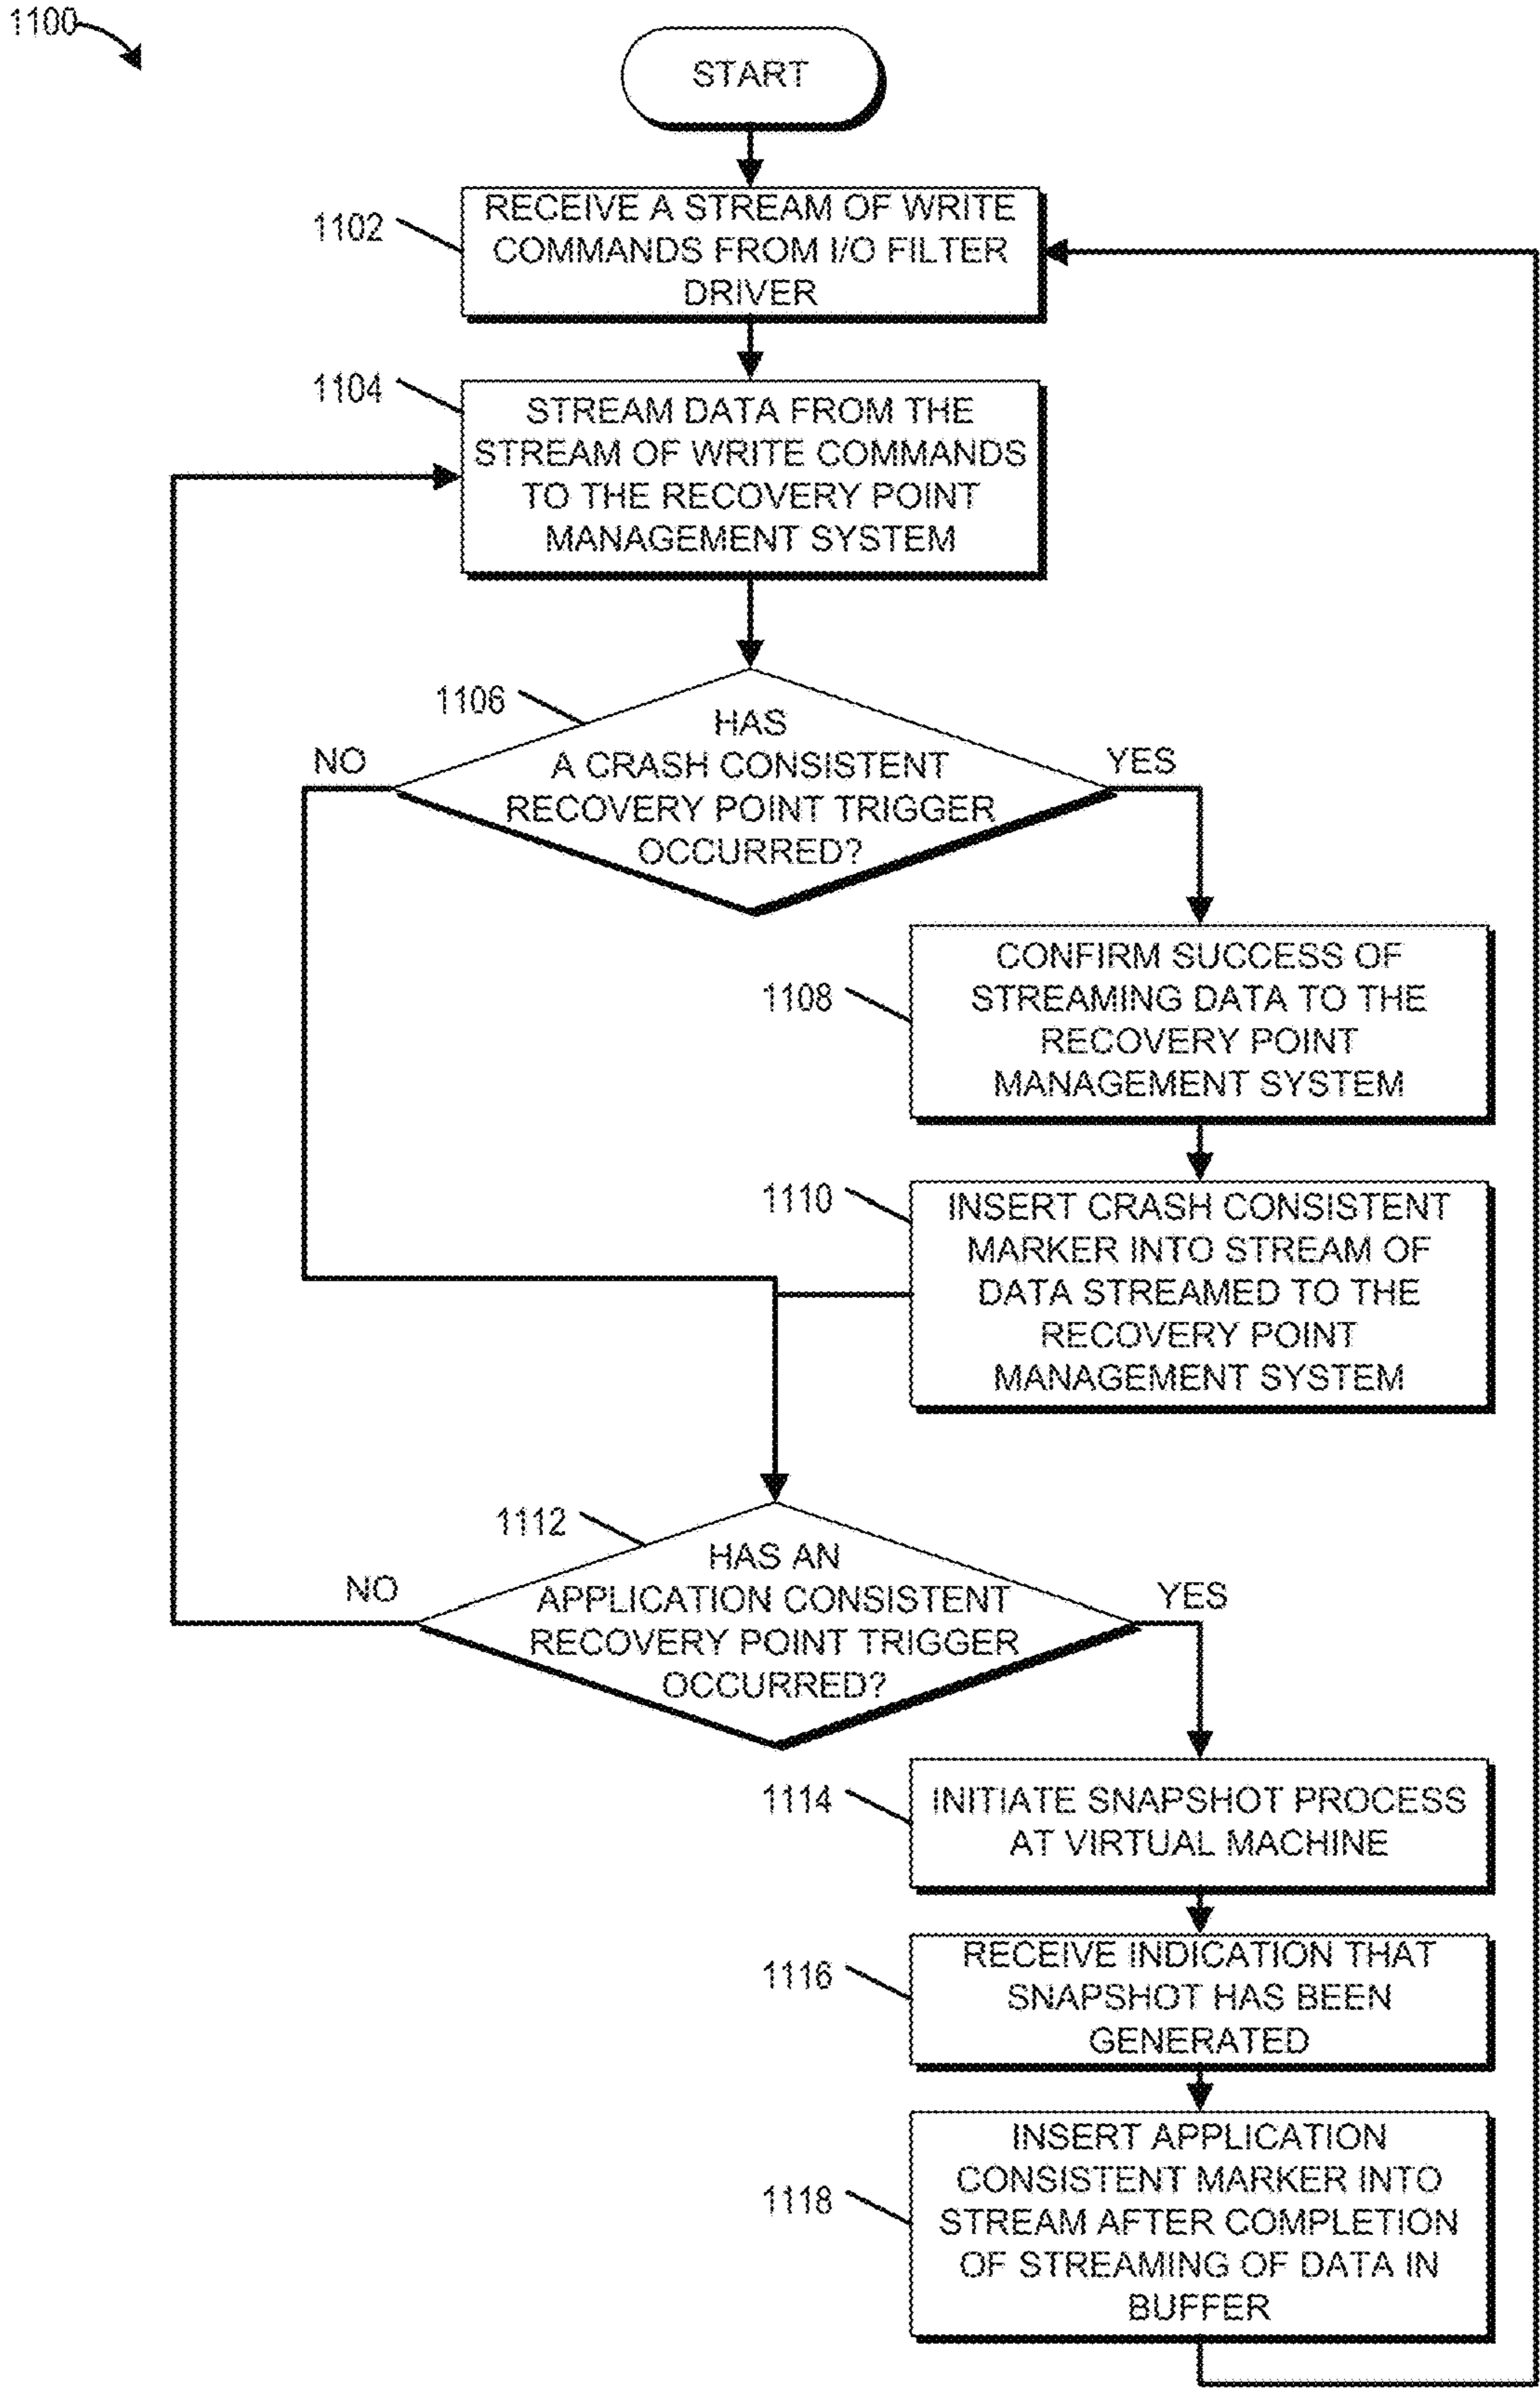 1100
START
1102
RECEIVE A STREAM OF WRITE
COMMANDS FROM I/O FILTER
DRIVER
1104
STREAM DATA FROM THE
STREAM OF WRITE COMMANDS
TO THE RECOVERY POINT
MANAGEMENT SYSTEM
1106
HAS
A CRASH CONSISTENT
RECOVERY POINT TRIGGER
OCCURRED?
NO
YES
1108
CONFIRM SUCCESS OF
STREAMING DATA TO THE
RECOVERY POINT
MANAGEMENT SYSTEM
1110
INSERT CRASH CONSISTENT
MARKER INTO STREAM OF
DATA STREAMED TO THE
RECOVERY POINT
MANAGEMENT SYSTEM
1112
HAS AN
APPLICATION CONSISTENT
RECOVERY POINT TRIGGER
OCCURRED?
NO
YES
1114
INITIATE SNAPSHOT PROCESS
AT VIRTUAL MACHINE
1116
RECEIVE INDICATION THAT
SNAPSHOT HAS BEEN
GENERATED
1118
INSERT APPLICATION
CONSISTENT MARKER INTO
STREAM AFTER COMPLETION
OF STREAMING OF DATA IN
BUFFER